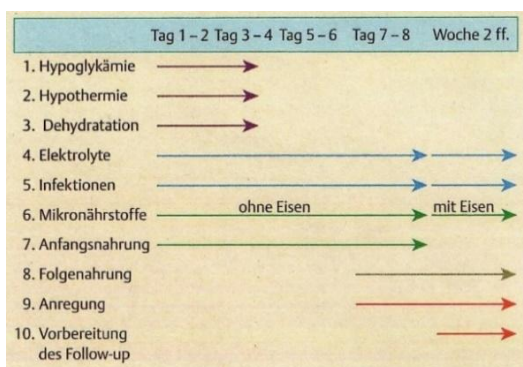 Tag 1 – 2 Tag 3 – 4 Tag 5 – 6 Tag 7 – 8 Woche 2 ff.
1. Hypoglykämie
2. Hypothermie
3. Dehydratation
4. Elektrolyte
5. Infektionen
6. Mikronährstoffe ohne Eisen mit Eisen
7. Anfangsnahrung
8. Folgenahrung
9. Anregung
10. Vorbereitung
des Follow-up